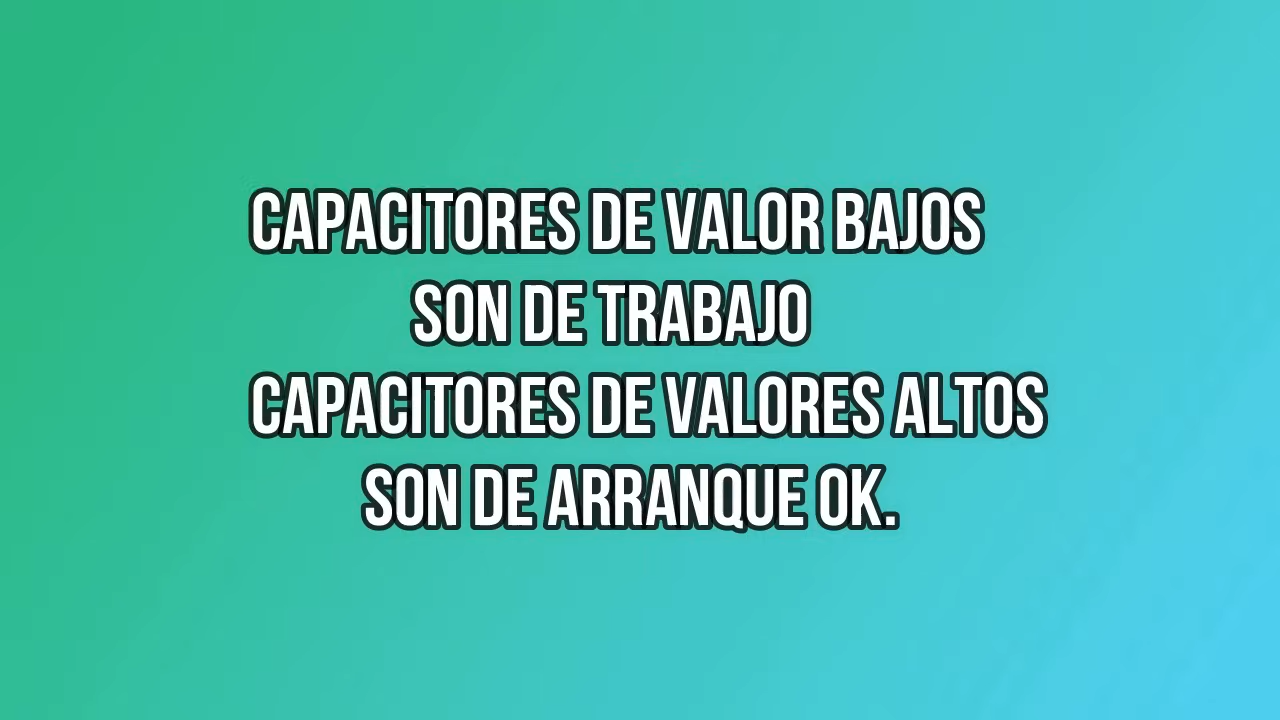 CAPACITORES DE VALOR BAJOS
SON DE TRABAJO
CAPACITORES DE VALORES ALTOS
SON DE ARRANQUE OK.